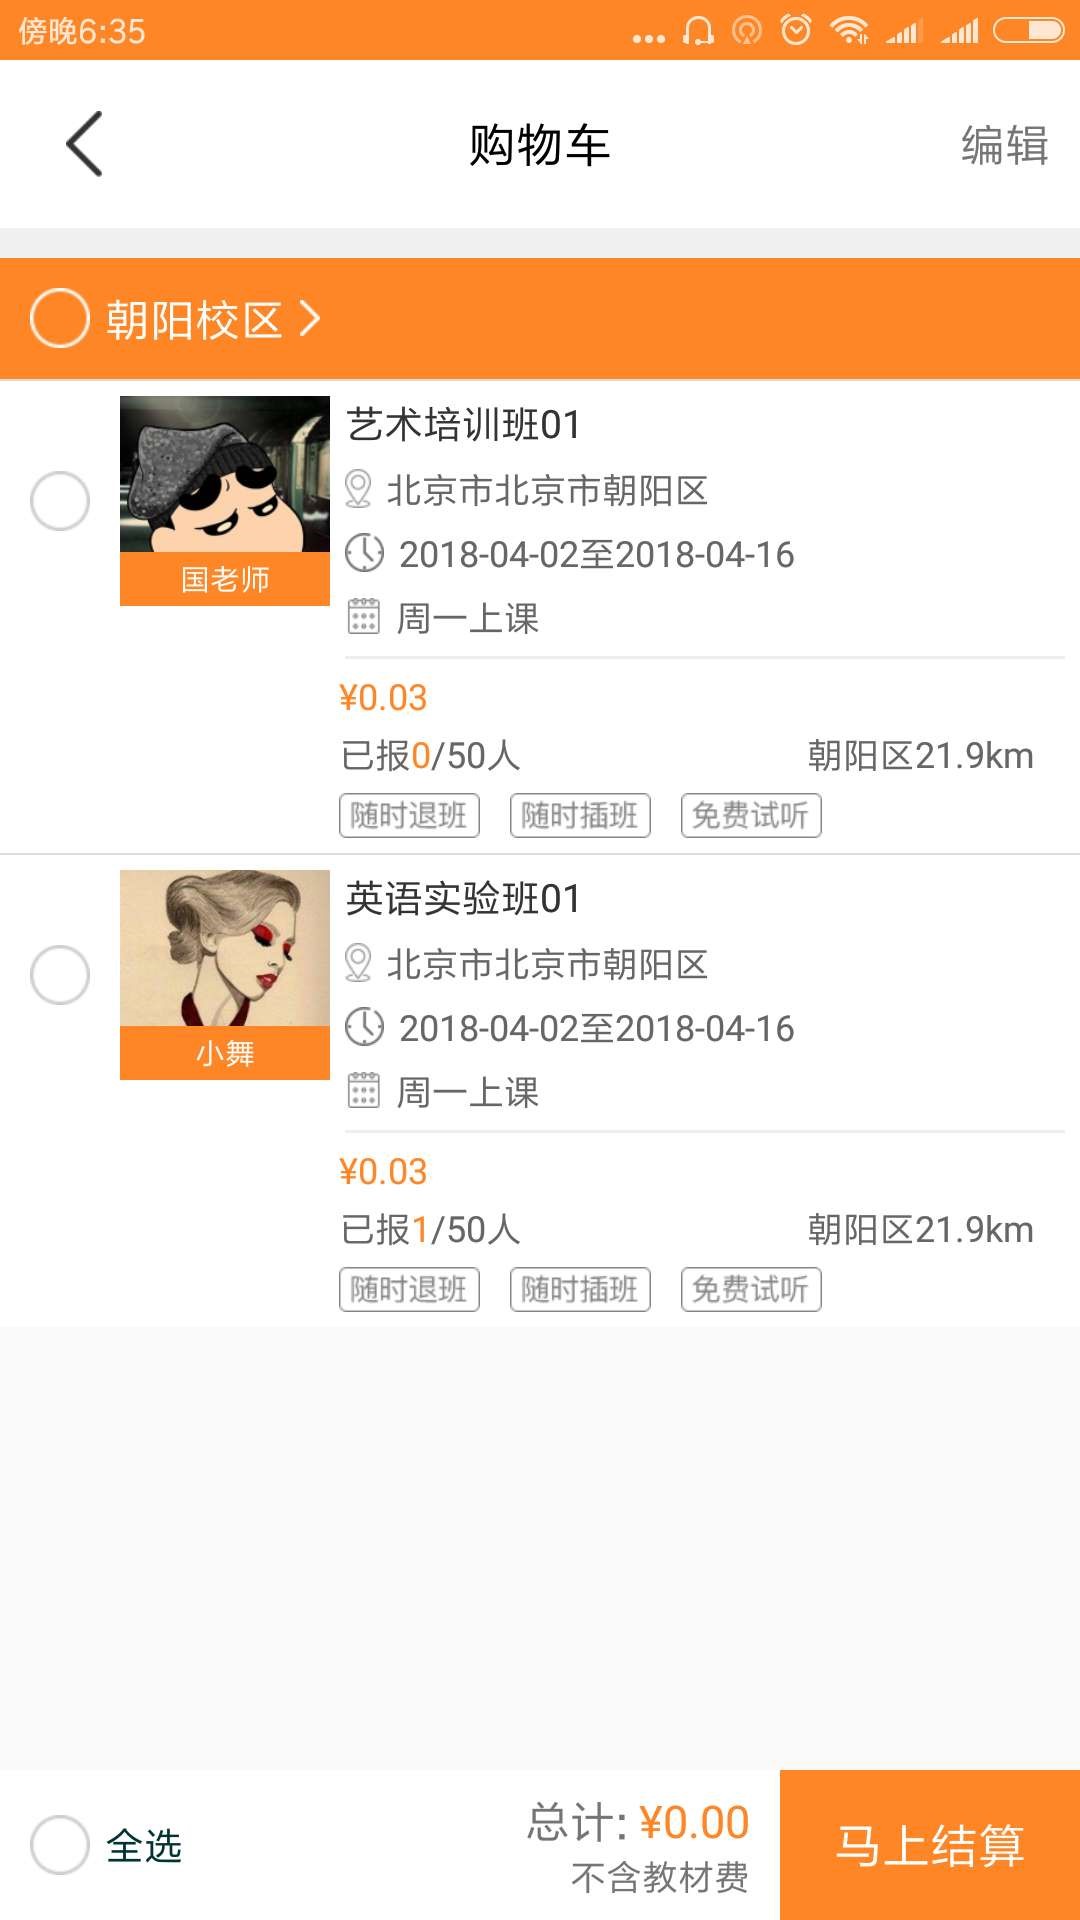 傍晚6:35
购物车
编辑
朝阳校区
艺术培训班01
北京市北京市朝阳区
2018-04-02至2018-04-16
国老师
周一上课
¥0.03
已报0/50人 朝阳区21.9km
随时退班 随时插班 免费试听
英语实验班01
北京市北京市朝阳区
2018-04-02至2018-04-16
小舞
周一上课
¥0.03
已报1/50人 朝阳区21.9km
随时退班 随时插班 免费试听
全选
总计: ¥0.00
不含教材费
马上结算